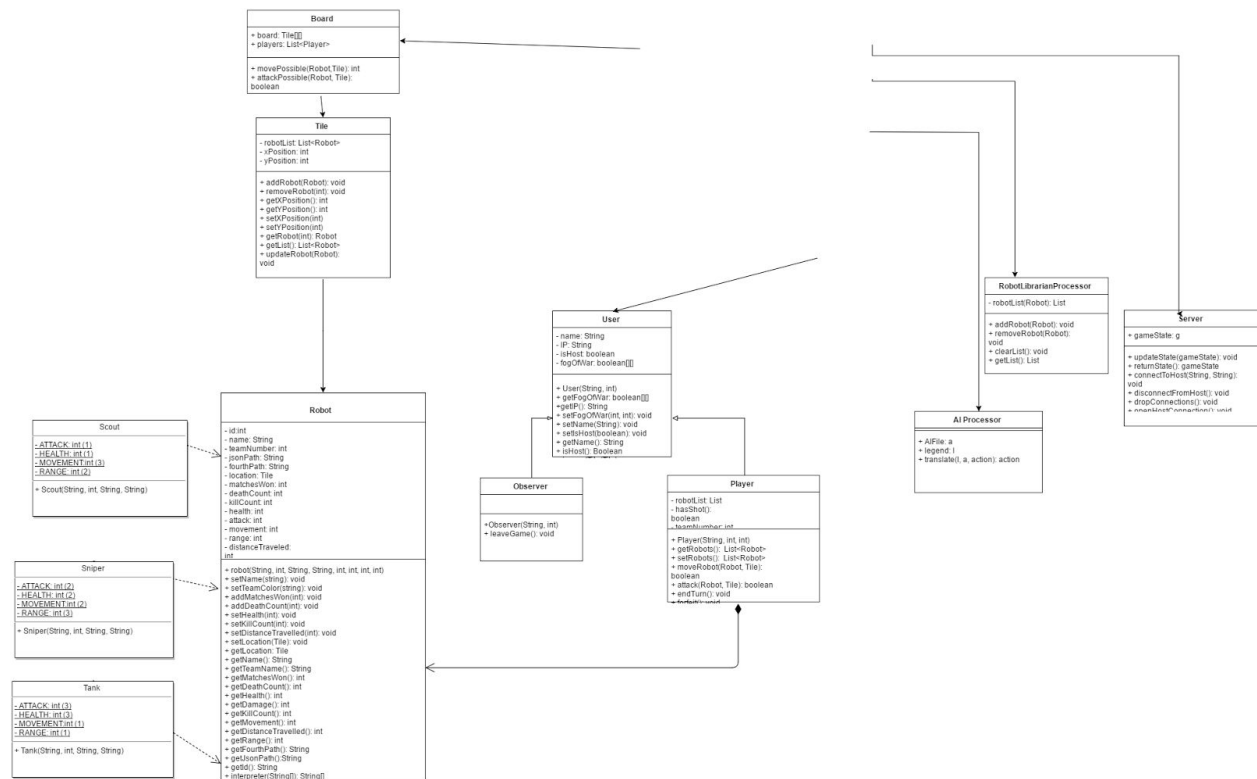 Board
+ board: Tile[][]
+ players: List<Player>
+ movePossible(Robot,Tile): int
+ attackPossible(Robot, Tile):
boolean
Tile
- robotList: List<Robot>
- xPosition: int
- yPosition: int
+ addRobot(Robot): void
+ removeRobot(int): void
+ getXPosition(): int
+ getYPosition(): int
+ setXPosition(int)
+ setYPosition(int)
+ getRobot(int): Robot
+ getList(): List<Robot>
+ updateRobot(Robot):
void
Scout
- ATTACK: int (1)
- HEALTH: int (1)
- MOVEMENT:int (3)
- RANGE: int (2)
+ Scout(String, int, String, String)
Sniper
- ATTACK: int (2)
- HEALTH: int (2)
- MOVEMENT:int (2)
- RANGE: int (3)
+ Sniper(String, int, String, String)
Tank
- ATTACK: int (3)
- HEALTH: int (3)
- MOVEMENT:int (1)
- RANGE: int (1)
+ Tank(String, int, String, String)
Robot
- id:int
- name: String
- teamNumber: int
- jsonPath: String
- fourthPath: String
- location: Tile
- matchesWon: int
- deathCount: int
- killCount: int
- health: int
- attack: int
- movement: int
- range: int
- distanceTraveled:
int
+ robot(String, int, String, String, int, int, int, int)
+ setName(string): void
+ setTeamColor(string): void
+ addMatchesWon(int): void
+ addDeathCount(int): void
+ setHealth(int): void
+ setKillCount(int): void
+ setDistanceTravelled(int): void
+ setLocation(Tile): void
+ getLocation: Tile
+ getName(): String
+ getTeamName(): String
+ getMatchesWon(): int
+ getDeathCount(): int
+ getHealth(): int
+ getDamage(): int
+ getKillCount(): int
+ getMovement(): int
+ getDistanceTravelled(): int
+ getRange(): int
+ getFourthPath(): String
+ getJsonPath():String
+ getId(): String
+ interpreter(String[]): String[]
User
- name: String
- IP: String
- isHost: boolean
- fogOfWar: boolean[][]
+ User(String, int)
+ getFogOfWar: boolean[][]
+getIP(): String
+ setFogOfWar(int, int): void
+ setName(String): void
+ setIsHost(boolean): void
+ getName(): String
+ isHost(): Boolean
Observer
+Observer(String, int)
+ leaveGame(): void
Player
- robotList: List
- hasShot():
boolean
- teamNumber: int
+ Player(String, int, int)
+ getRobots(): List<Robot>
+ setRobots(): List<Robot>
+ moveRobot(Robot, Tile):
boolean
+ attack(Robot, Tile): boolean
+ endTurn(): void
+ forfeit(): void
RobotLibrarianProcessor
- robotList(Robot): List
+ addRobot(Robot): void
+ removeRobot(Robot):
void
+ clearList(): void
+ getList(): List
Server
+ gameState: g
+ updateState(gameState): void
+ returnState(): gameState
+ connectToHost(String, String):
void
+ disconnectFromHost(): void
+ dropConnections(): void
+ openHostConnection(): void
AI Processor
+ AIFile: a
+ legend: l
+ translate(l, a, action): action